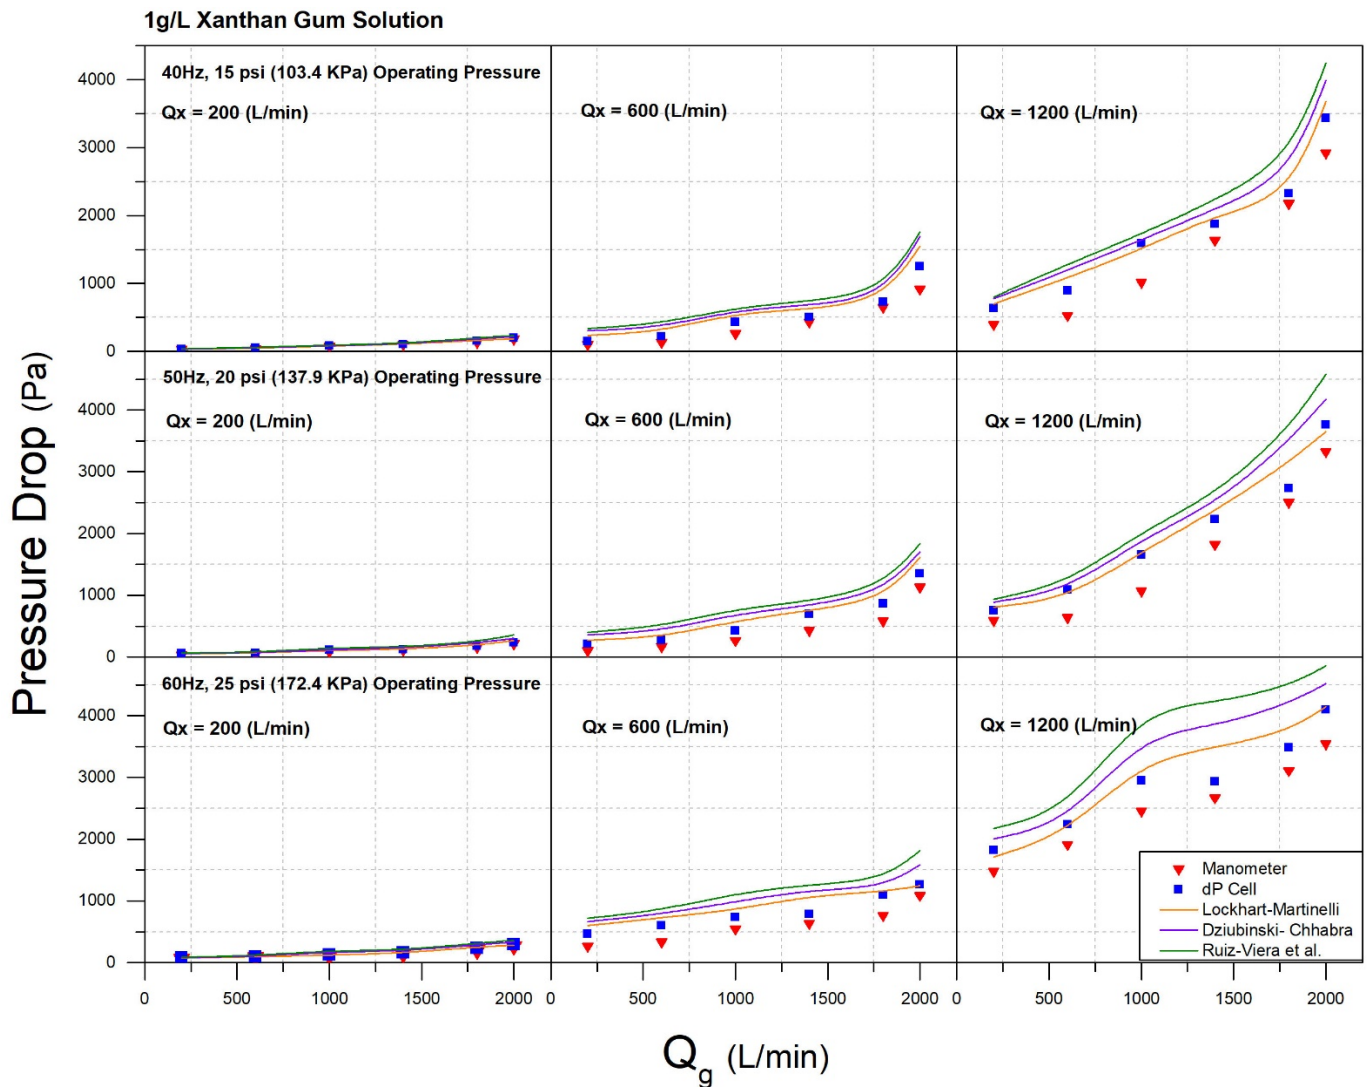 1g/L Xanthan Gum Solution
Pressure Drop (Pa)
40Hz, 15 psi (103.4 KPa) Operating Pressure
Qx = 200 (L/min)
Qx = 600 (L/min)
Qx = 1200 (L/min)
4000
3000
2000
1000
0
50Hz, 20 psi (137.9 KPa) Operating Pressure
Qx = 200 (L/min)
Qx = 600 (L/min)
Qx = 1200 (L/min)
4000
3000
2000
1000
0
60Hz, 25 psi (172.4 KPa) Operating Pressure
Qx = 200 (L/min)
Qx = 600 (L/min)
Qx = 1200 (L/min)
4000
3000
2000
1000
0
Manometer
dP Cell
Lockhart-Martinelli
Dziubinski- Chhabra
Ruiz-Viera et al.
0 500 1000 1500 2000 0 500 1000 1500 2000 0 500 1000 1500 2000
Qg (L/min)